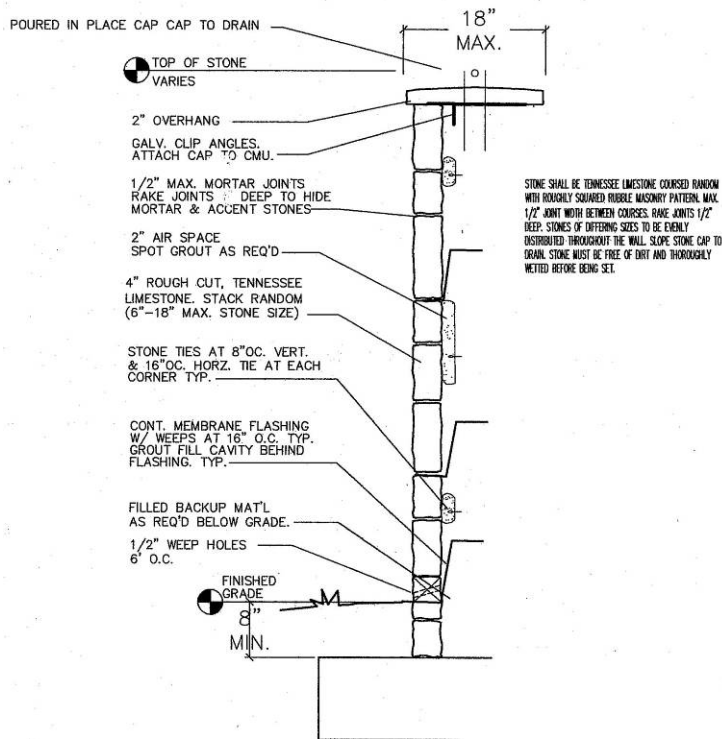 POURED IN PLACE CAP CAP TO DRAIN
18"
MAX.
TOP OF STONE
VARIES
2" OVERHANG
GALV. CLIP ANGLES.
ATTACH CAP TO CMU.
1/2" MAX. MORTAR JOINTS
RAKE JOINTS DEEP TO HIDE
MORTAR & ACCENT STONES
2" AIR SPACE
SPOT GROUT AS REQ'D
4" ROUGH CUT, TENNESSEE
LIMESTONE. STACK RANDOM
(6"-18" MAX. STONE SIZE)
STONE TIES AT 8"OC. VERT.
& 16"OC. HORZ. TIE AT EACH
CORNER TYP.
CONT. MEMBRANE FLASHING
W/ WEEPS AT 16" O.C. TYP.
GROUT FILL CAVITY BEHIND
FLASHING. TYP.
FILLED BACKUP MAT'L
AS REQ'D BELOW GRADE.
1/2" WEEP HOLES
6' O.C.
FINISHED
GRADE
8"
MIN.
STONE SHALL BE TENNESSEE LIMESTONE COURSED RANDOM
WITH ROUGHLY SQUARED RUBBLE MASONRY PATTERN. MAX.
1/2" JOINT WIDTH BETWEEN COURSES. RAKE JOINTS 1/2"
DEEP. STONES OF DIFFERING SIZES TO BE EVENLY
DISTRIBUTED THROUGHOUT THE WALL. SLOPE STONE CAP TO
DRAIN. STONE MUST BE FREE OF DIRT AND THOROUGHLY
WETTED BEFORE BEING SET.